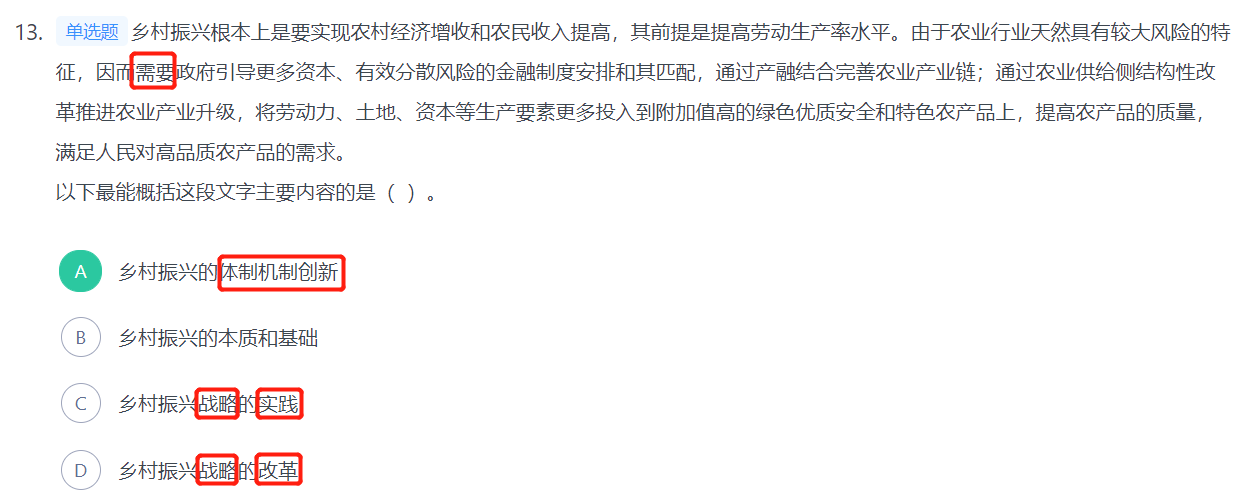 13. 单选题 乡村振兴根本上是要实现农村经济增收和农民收入提高，其前提是提高劳动生产率水平。由于农业行业天然具有较大风险的特
征，因而需要政府引导更多资本、有效分散风险的金融制度安排和其匹配，通过产融结合完善农业产业链；通过农业供给侧结构性改
革推进农业产业升级，将劳动力、土地、资本等生产要素更多投入到附加值高的绿色优质安全和特色农产品上，提高农产品的质量，
满足人民对高品质农产品的需求。
以下最能概括这段文字主要内容的是（ ）。
A 乡村振兴的体制机制创新
B 乡村振兴的本质和基础
C 乡村振兴战略的实践
D 乡村振兴战略的改革